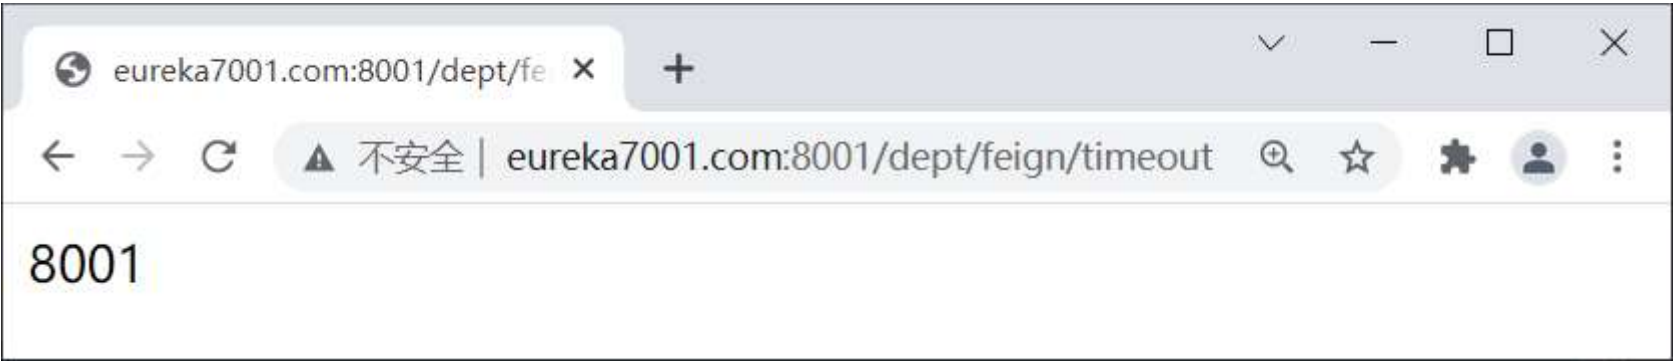 eureka7001.com:8001/dept/fe
不安全 | eureka7001.com:8001/dept/feign/timeout
8001